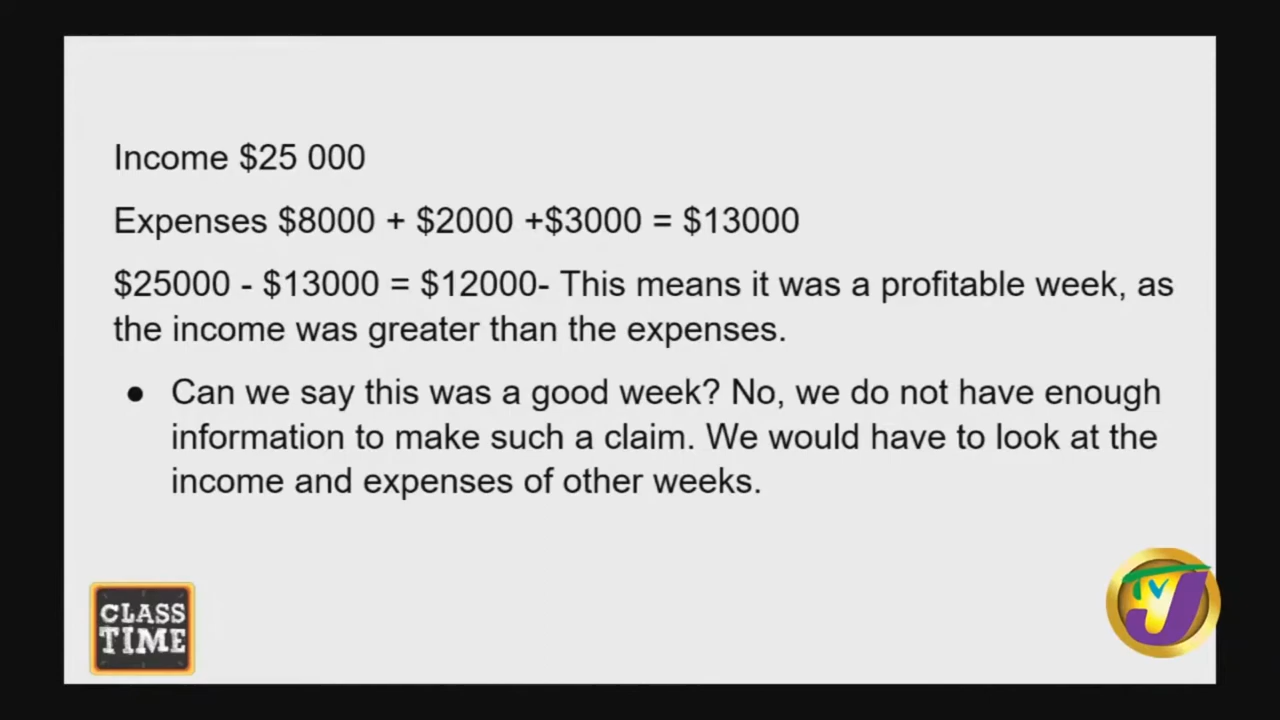 Income $25 000
Expenses $8000 + $2000 +$3000 = $13000
$25000 - $13000 = $12000- This means it was a profitable week, as
the income was greater than the expenses.
● Can we say this was a good week? No, we do not have enough
information to make such a claim. We would have to look at the
income and expenses of other weeks.
CLASS
TIME
TVJ